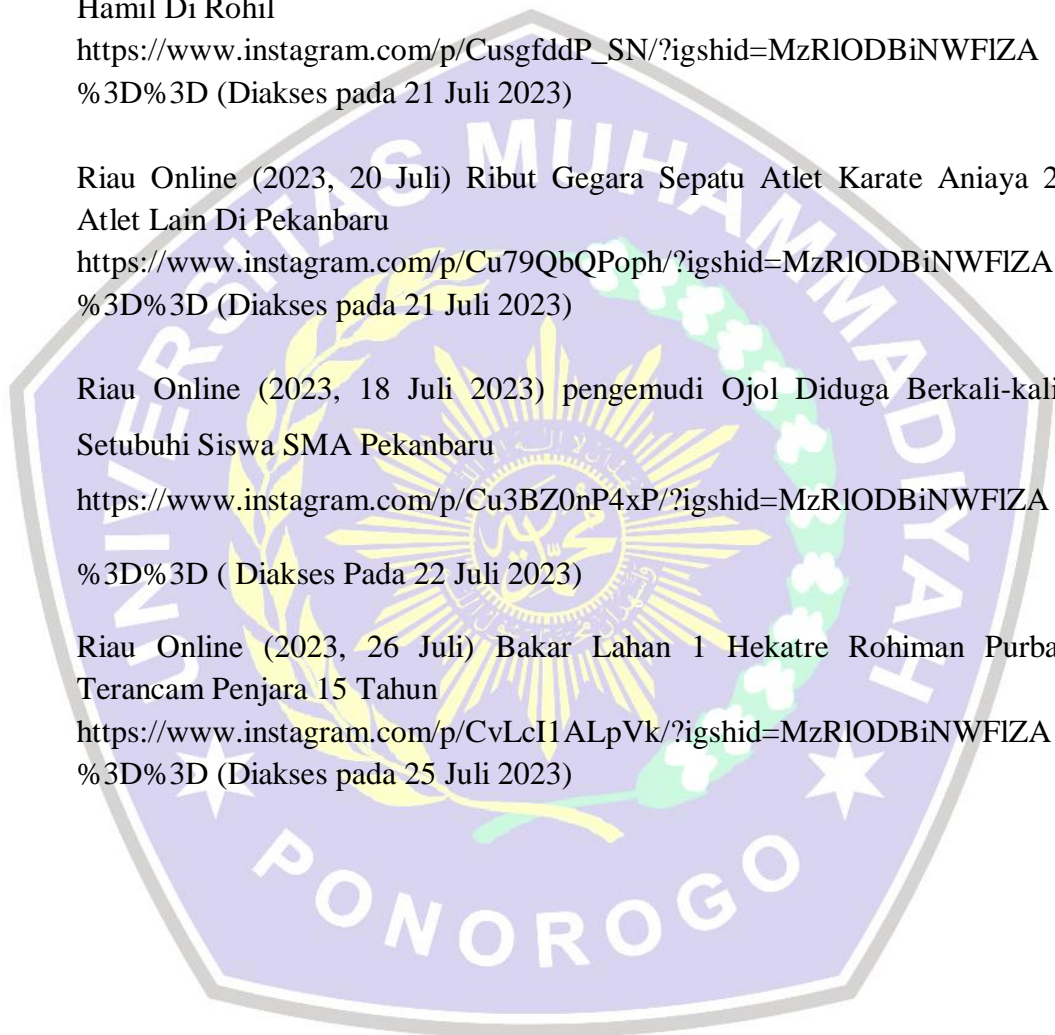 Hamil Di Rohil
https://www.instagram.com/p/CusgfddP_SN/?igshid=MzRlODBiNWFlZA
%3D%3D (Diakses pada 21 Juli 2023)
Riau Online (2023, 20 Juli) Ribut Gegara Sepatu Atlet Karate Aniaya 2
Atlet Lain Di Pekanbaru
https://www.instagram.com/p/Cu79QbQPoph/?igshid=MzRlODBiNWFlZA
%3D%3D (Diakses pada 21 Juli 2023)
Riau Online (2023, 18 Juli 2023) pengemudi Ojol Diduga Berkali-kali
Setubuhi Siswa SMA Pekanbaru
https://www.instagram.com/p/Cu3BZ0nP4xP/?igshid=MzRlODBiNWFlZA
%3D%3D ( Diakses Pada 22 Juli 2023)
Riau Online (2023, 26 Juli) Bakar Lahan 1 Hekatre Rohiman Purba
Terancam Penjara 15 Tahun
https://www.instagram.com/p/CvLcI1ALpVk/?igshid=MzRlODBiNWFlZA
%3D%3D (Diakses pada 25 Juli 2023)
UNIVERSITAS MUHAMMADIYAH
PONOROGO